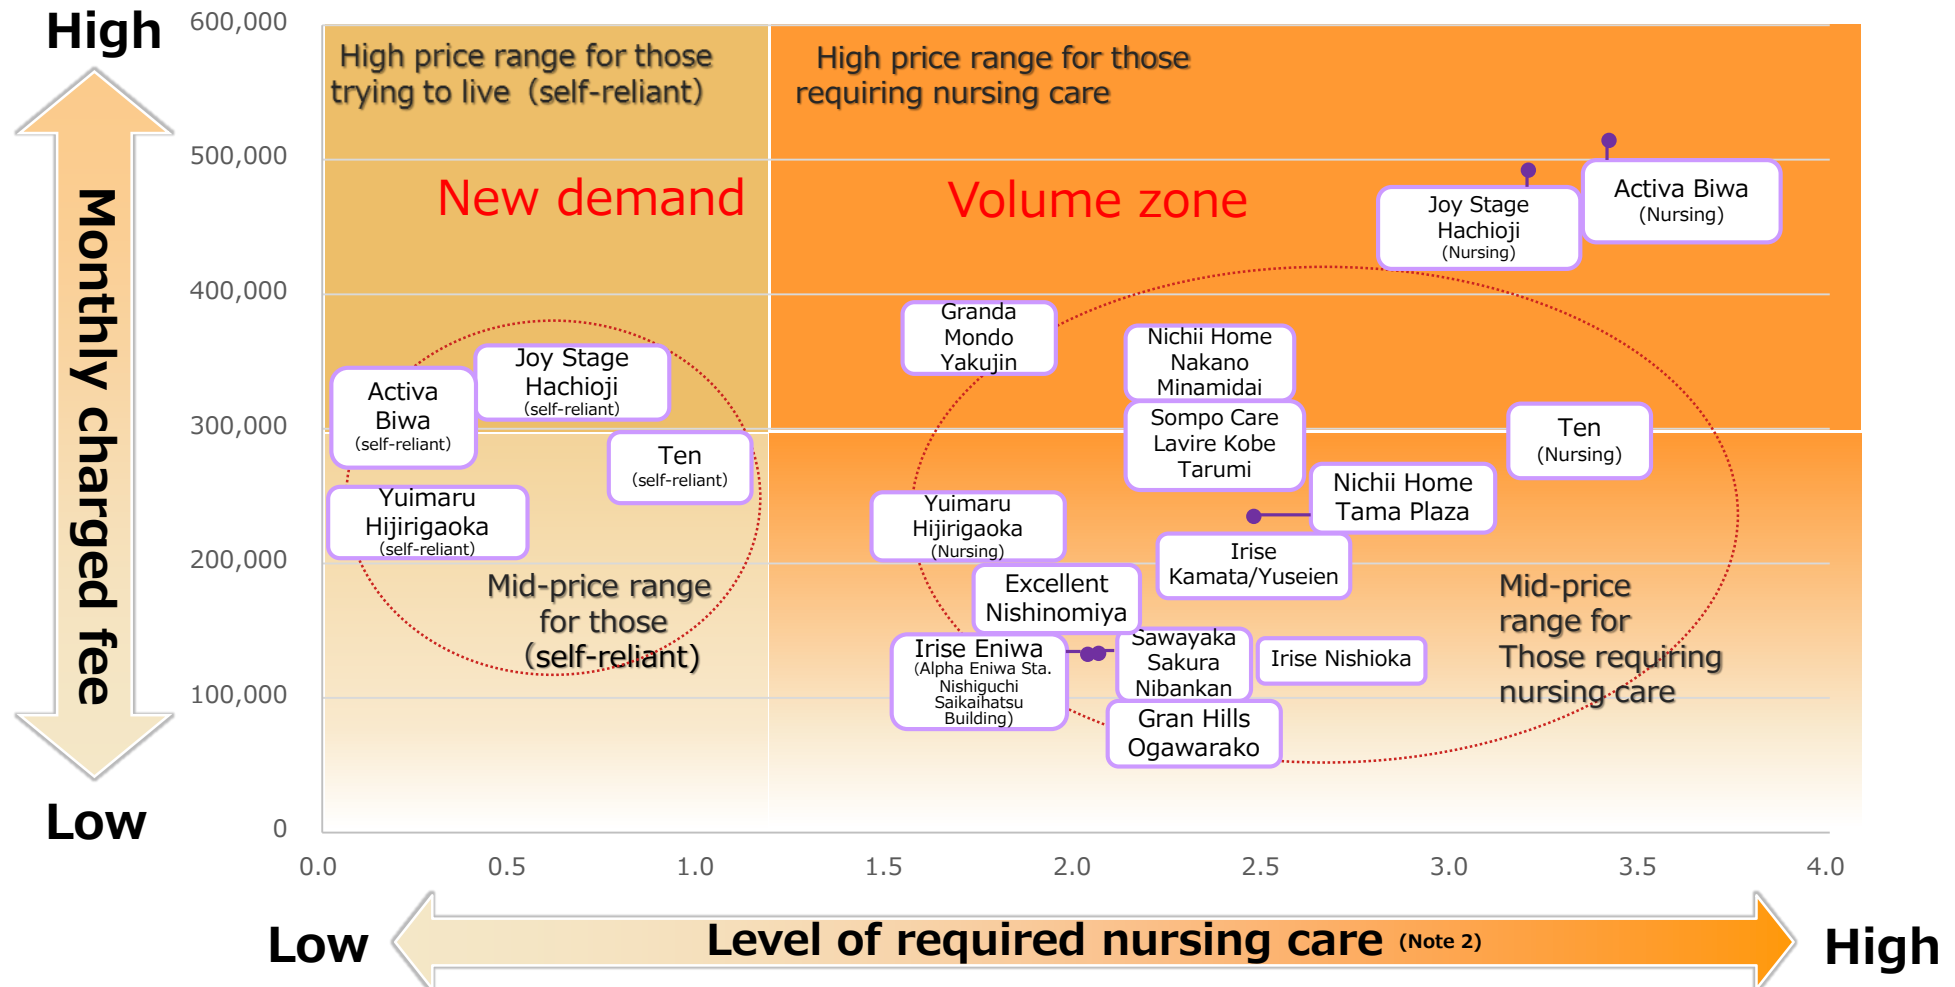 High
Monthly charged fee
Low
600,000
500,000
400,000
300,000
200,000
100,000
0
High price range for those
trying to live（self-reliant）
High price range for those
requiring nursing care
New demand
Volume zone
Activa Biwa
(Nursing)
Joy Stage
Hachioji
(Nursing)
Granda
Mondo
Yakujin
Nichii Home
Nakano
Minamidai
Joy Stage
Hachioji
(self-reliant)
Activa
Biwa
(self-reliant)
Ten
(self-reliant)
Sompo Care
Lavire Kobe
Tarumi
Ten
(Nursing)
Nichii Home
Tama Plaza
Yuimaru
Hijirigaoka
(self-reliant)
Yuimaru
Hijirigaoka
(Nursing)
Irise
Kamata/Yuseien
Excellent
Nishinomiya
Mid-price range
for those
（self-reliant）
Mid-price
range for
Those requiring
nursing care
Irise Eniwa
(Alpha Eniwa Sta.
Nishiguchi
Saikaihatsu
Building)
Sawayaka
Sakura
Nibankan
Irise Nishioka
Gran Hills
Ogawarako
0.0
0.5
1.0
1.5
2.0
2.5
3.0
3.5
4.0
Low
Level of required nursing care (Note 2)
High